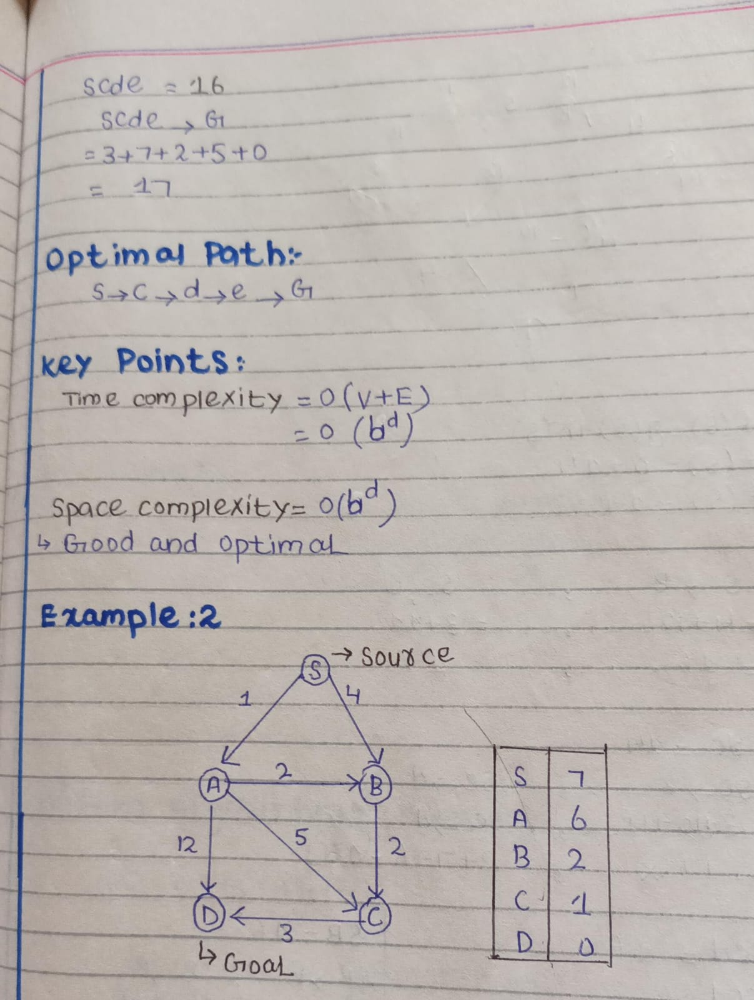 scde = 16
scde → G
= 3+7+2+5+0
= 17
Optimal Path:-
S→C→d→e→G
Key Points:
Time complexity = O(V+E)
= O (b^d)
Space complexity= O(b^d)
↳ Good and optimal
Example:2
S → Source
1 4
A 2 B
12 5 2
D 3 C
↳ Goal
S 7
A 6
B 2
C 1
D 0